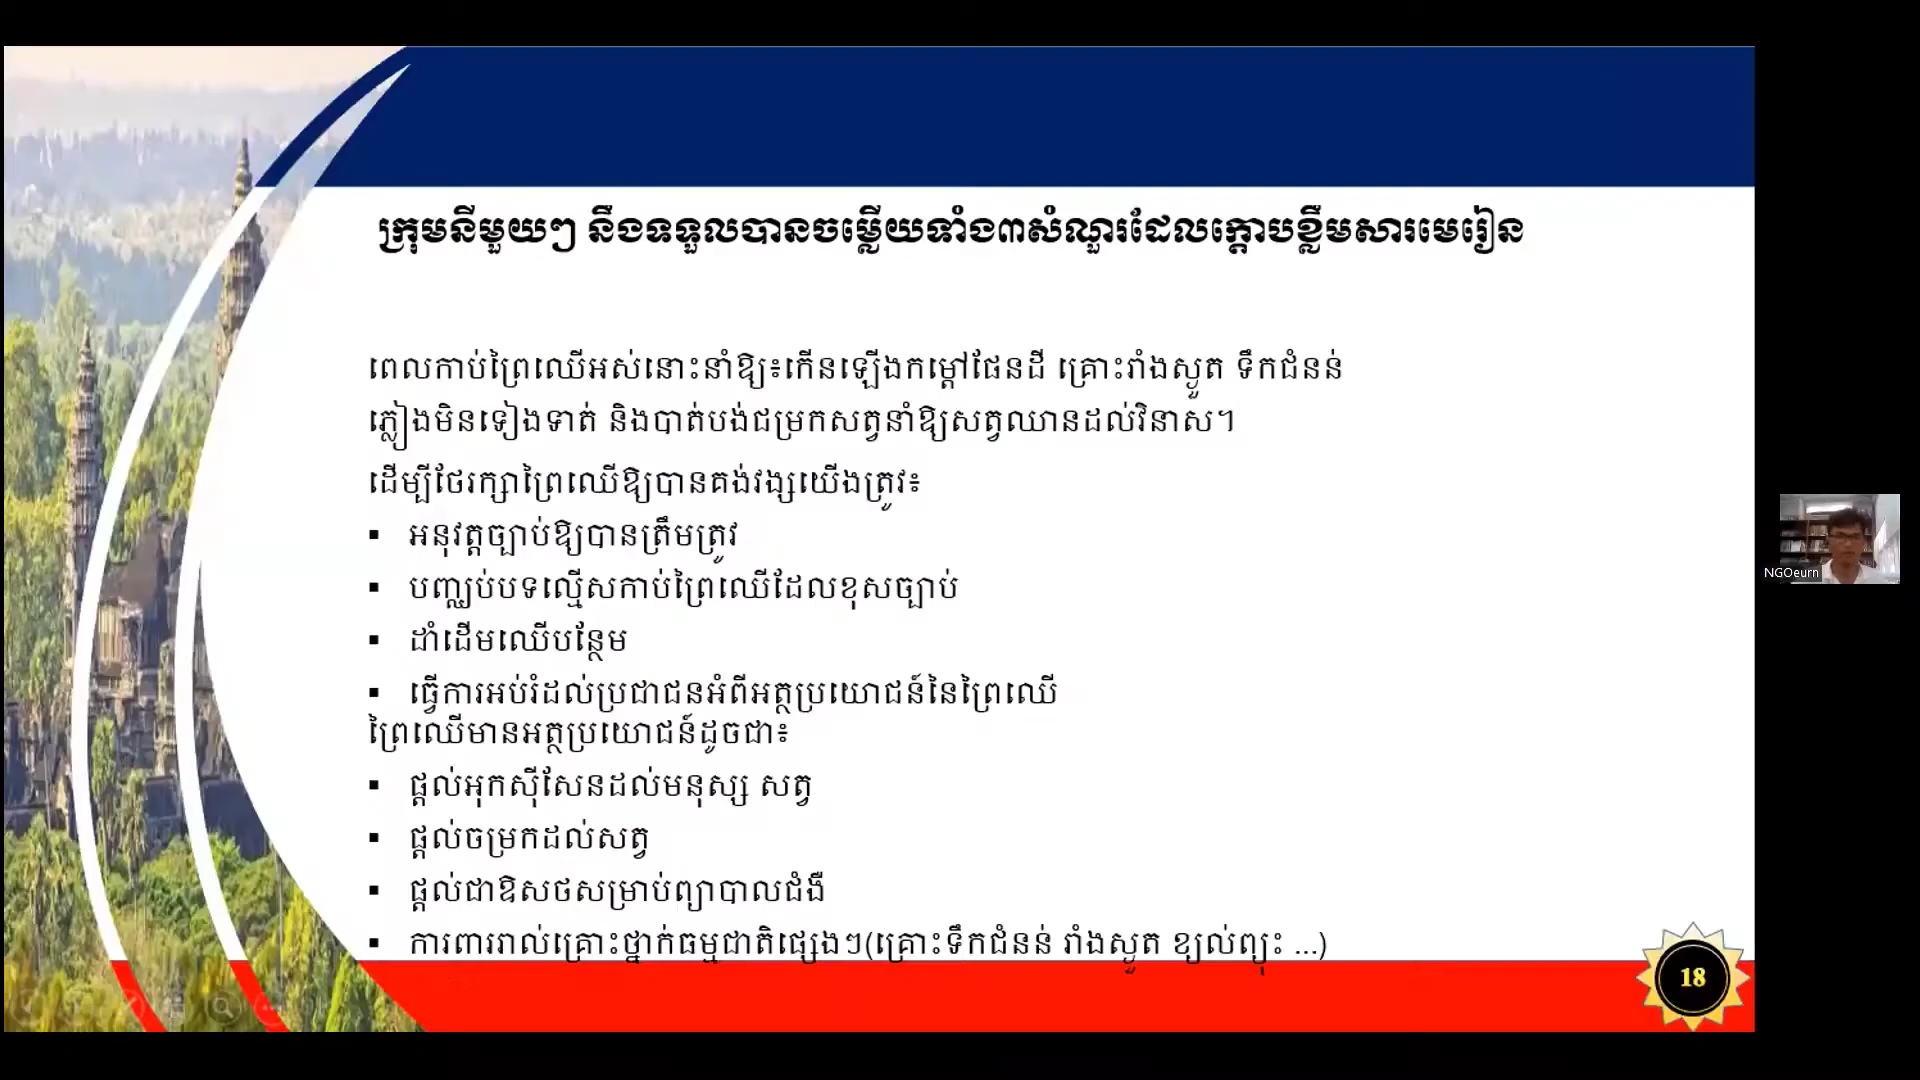 ក្រុមនីមួយៗ នឹងទទួលបានចម្លើយទាំង៣សំណួរដែលក្ដោបខ្លឹមសារមេរៀន
ពេលកាប់ព្រៃឈើអស់នោះនាំឱ្យ៖កើនឡើងកម្ដៅផែនដី គ្រោះរាំងស្ងួត ទឹកជំនន់
ភ្លៀងមិនទៀងទាត់ និងបាត់បង់ជម្រកសត្វនាំឱ្យសត្វឈានដល់វិនាស។
ដើម្បីថែរក្សាព្រៃឈើឱ្យបានគង់វង្សយើងត្រូវ៖
▪ អនុវត្តច្បាប់ឱ្យបានត្រឹមត្រូវ
▪ បញ្ឈប់បទល្មើសកាប់ព្រៃឈើដែលខុសច្បាប់
▪ ដាំដើមឈើបន្ថែម
▪ ធ្វើការអប់រំដល់ប្រជាជនអំពីអត្ថប្រយោជន៍នៃព្រៃឈើ
ព្រៃឈើមានអត្ថប្រយោជន៍ដូចជា៖
▪ ផ្ដល់អុកស៊ីសែនដល់មនុស្ស សត្វ
▪ ផ្ដល់ចម្រកដល់សត្វ
▪ ផ្ដល់ជាឱសថសម្រាប់ព្យាបាលជំងឺ
▪ ការពាររាល់គ្រោះថ្នាក់ធម្មជាតិផ្សេងៗ(គ្រោះទឹកជំនន់ រាំងស្ងួត ខ្យល់ព្យុះ ...)
18
NGOeurn